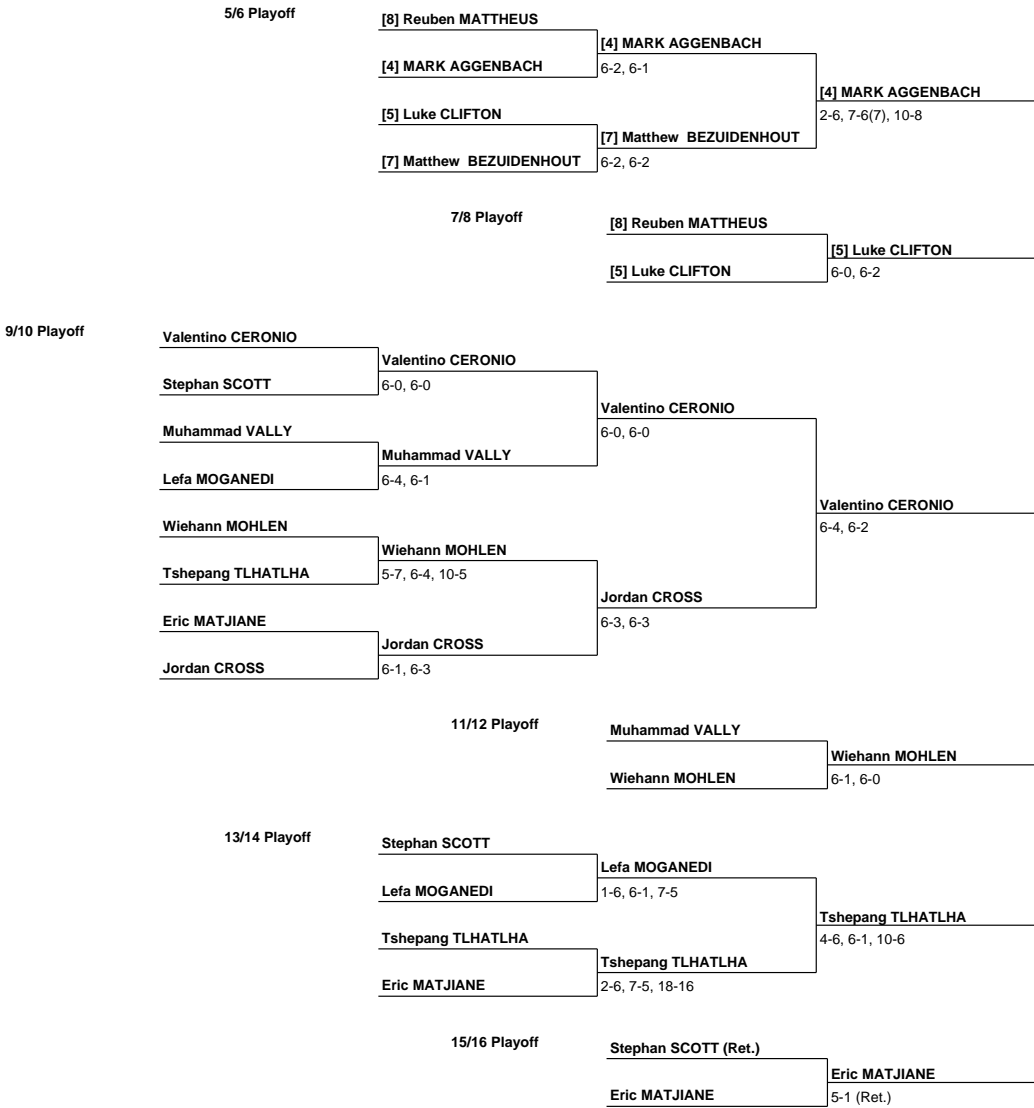 5/6 Playoff
[8] Reuben MATTHEUS
[4] MARK AGGENBACH
[4] MARK AGGENBACH
6-2, 6-1
[4] MARK AGGENBACH
2-6, 7-6(7), 10-8
[5] Luke CLIFTON
[7] Matthew  BEZUIDENHOUT
[7] Matthew  BEZUIDENHOUT
6-2, 6-2
7/8 Playoff
[8] Reuben MATTHEUS
[5] Luke CLIFTON
[5] Luke CLIFTON
6-0, 6-2
9/10 Playoff
Valentino CERONIO
Valentino CERONIO
Stephan SCOTT
6-0, 6-0
Valentino CERONIO
6-0, 6-0
Muhammad VALLY
Muhammad VALLY
Lefa MOGANEDI
6-4, 6-1
Valentino CERONIO
6-4, 6-2
Wiehann MOHLEN
Wiehann MOHLEN
Tshepang TLHATLHA
5-7, 6-4, 10-5
Jordan CROSS
6-3, 6-3
Eric MATJIANE
Jordan CROSS
Jordan CROSS
6-1, 6-3
11/12 Playoff
Muhammad VALLY
Wiehann MOHLEN
Wiehann MOHLEN
6-1, 6-0
13/14 Playoff
Stephan SCOTT
Lefa MOGANEDI
Lefa MOGANEDI
1-6, 6-1, 7-5
Tshepang TLHATLHA
4-6, 6-1, 10-6
Tshepang TLHATLHA
Tshepang TLHATLHA
Eric MATJIANE
2-6, 7-5, 18-16
15/16 Playoff
Stephan SCOTT (Ret.)
Eric MATJIANE
Eric MATJIANE
5-1 (Ret.)